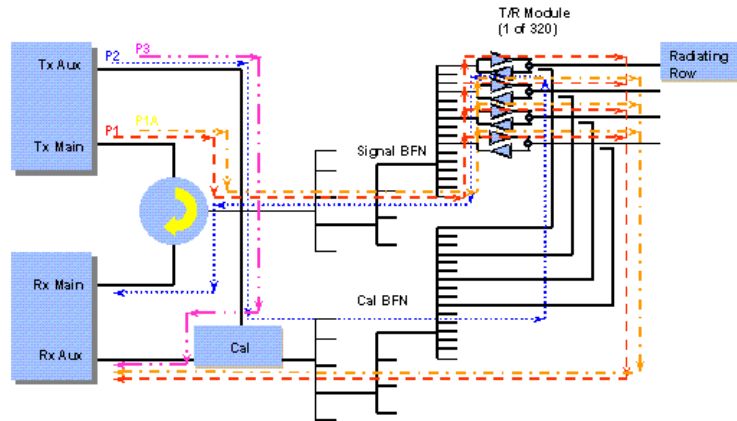 T/R Module
(1 of 320)
P3
P2
Tx Aux
Radiating
Row
P1
P1A
Tx Main
Signal BFN
Rx Main
Cal BFN
Rx Aux
Cal